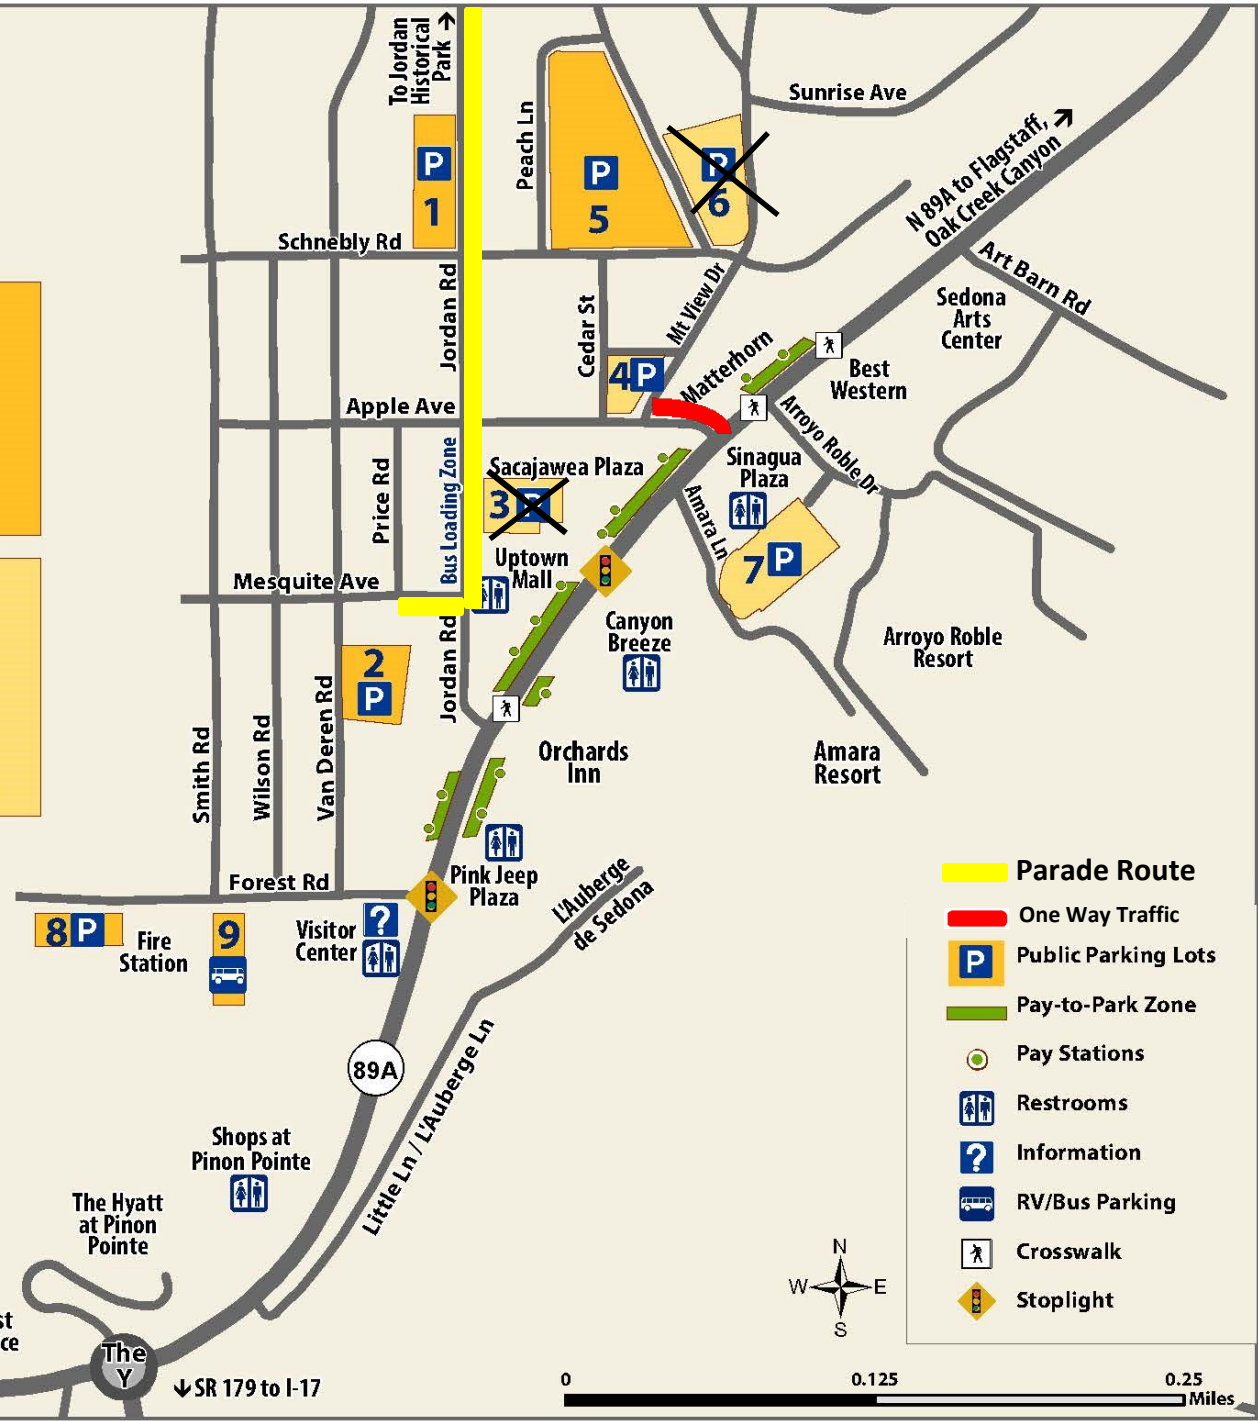 To Jordan
Historical
Park
Sunrise Ave
Peach Ln
N 89A to Flagstaff,
Oak Creek Canyon
P
1
P
5
P
6
Schnebly Rd
Art Barn Rd
Jordan Rd
Cedar St
Mt View Dr
Sedona
Arts
Center
Matterhorn
4P
Best
Western
Apple Ave
Arroyo Roble Dr
Bus Loading Zone
Price Rd
Sacajawea Plaza
3 P
Sinagua
Plaza
Amara Ln
Uptown
Mall
7 P
Mesquite Ave
Jordan Rd
Canyon
Breeze
Arroyo Roble
Resort
2
P
Smith Rd
Wilson Rd
Van Deren Rd
Orchards
Inn
Amara
Resort
Forest Rd
Pink Jeep
Plaza
L'Auberge
de Sedona
8 P
Fire
Station
9
Visitor
Center
?
89A
Little Ln / L'Auberge Ln
Shops at
Pinon Pointe
The Hyatt
at Pinon
Pointe
st
ce
The
Y
SR 179 to I-17
Parade Route
One Way Traffic
P Public Parking Lots
Pay-to-Park Zone
Pay Stations
Restrooms
? Information
RV/Bus Parking
Crosswalk
Stoplight
N
W E
S
0 0.125 0.25
Miles